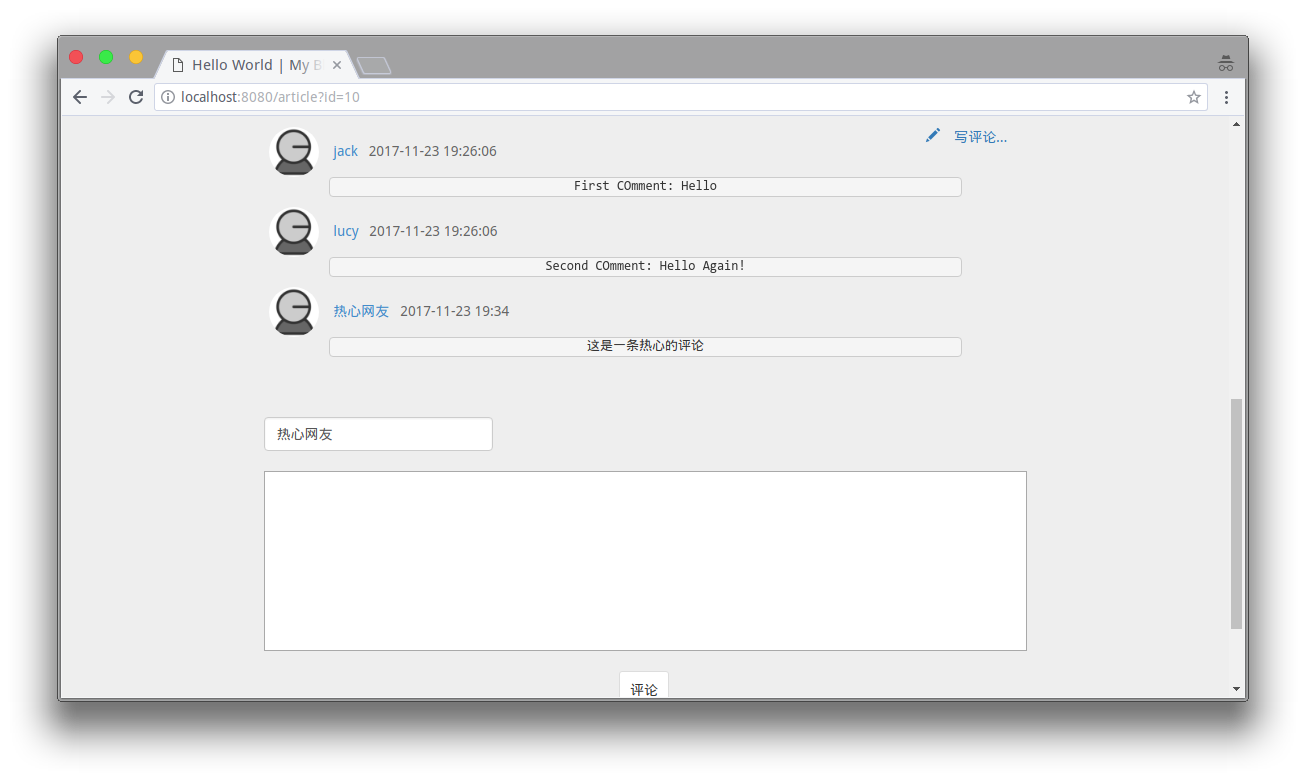 Hello World | My B
localhost:8080/article?id=10
写评论...
jack 2017-11-23 19:26:06
First COmment: Hello
lucy 2017-11-23 19:26:06
Second COmment: Hello Again!
热心网友 2017-11-23 19:34
这是一条热心的评论
热心网友
评论